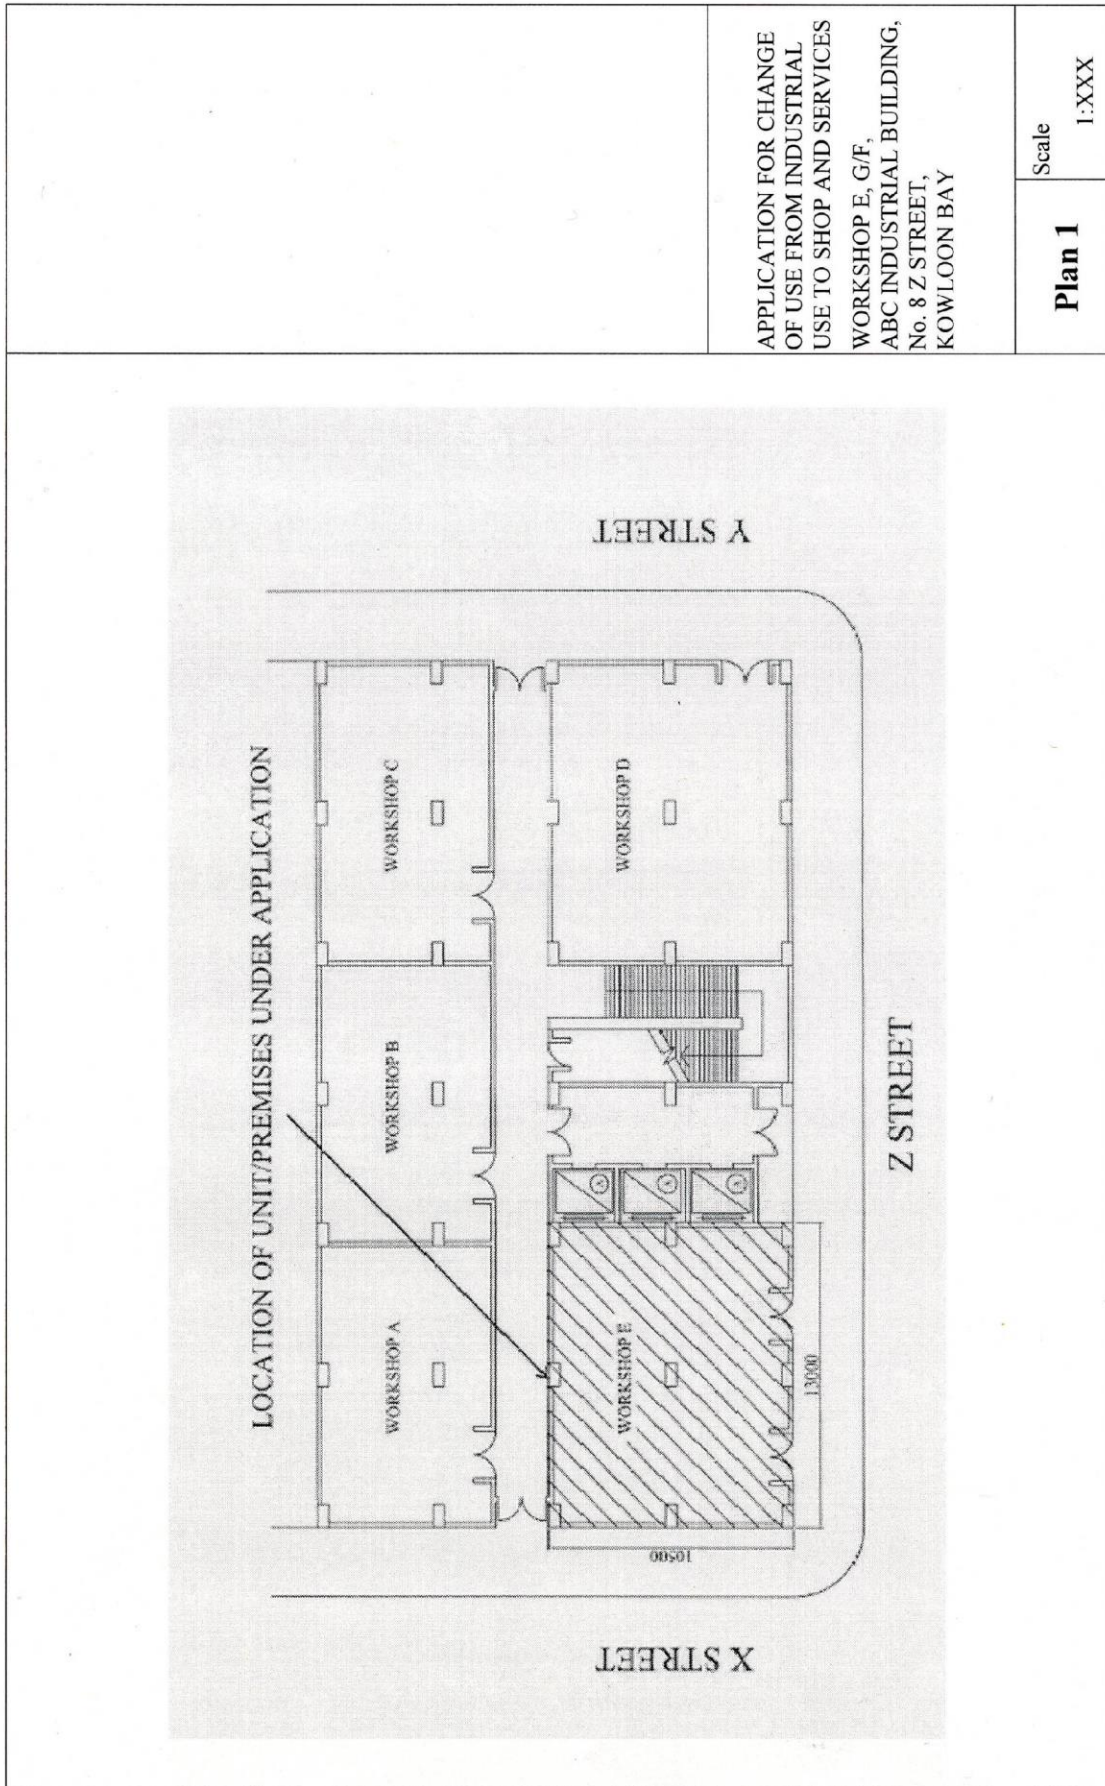 LOCATION OF UNIT/PREMISES UNDER APPLICATION
WORKSHOP A
WORKSHOP B
WORKSHOP C
WORKSHOP E
WORKSHOP D
10500
13000
X STREET
Z STREET
Y STREET
APPLICATION FOR CHANGE
OF USE FROM INDUSTRIAL
USE TO SHOP AND SERVICES
WORKSHOP E, G/F,
ABC INDUSTRIAL BUILDING,
No. 8 Z STREET,
KOWLOON BAY
Plan 1
Scale
1:XXX